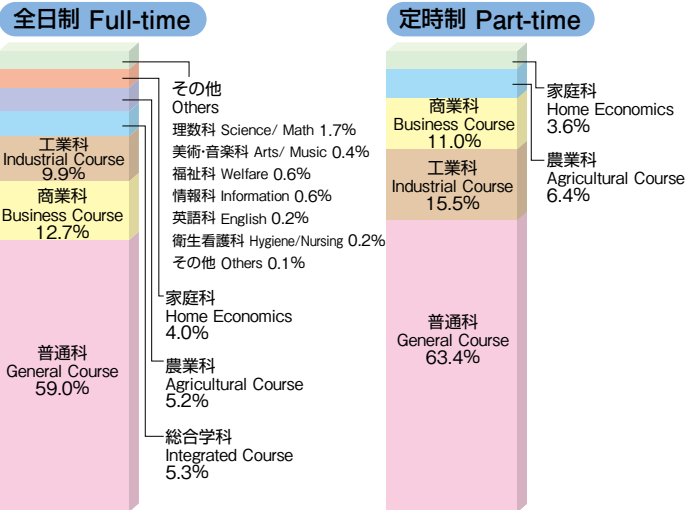 全日制 Full-time
その他
Others
理数科 Science/ Math 1.7%
美術·音楽科 Arts/ Music 0.4%
福祉科 Welfare 0.6%
情報科 Information 0.6%
英語科 English 0.2%
衛生看護科 Hygiene/Nursing 0.2%
その他 Others 0.1%
家庭科
Home Economics
4.0%
農業科
Agricultural Course
5.2%
総合学科
Integrated Course
5.3%
工業科
Industrial Course
9.9%
商業科
Business Course
12.7%
普通科
General Course
59.0%
定時制 Part-time
家庭科
Home Economics
3.6%
農業科
Agricultural Course
6.4%
商業科
Business Course
11.0%
工業科
Industrial Course
15.5%
普通科
General Course
63.4%